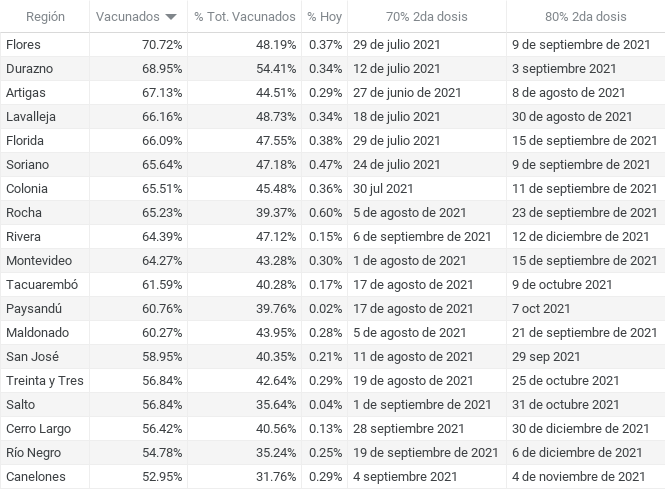 Región Vacunados % Tot. Vacunados % Hoy 70% 2da dosis 80% 2da dosis
Flores 70.72% 48.19% 0.37% 29 de julio 2021 9 de septiembre de 2021
Durazno 68.95% 54.41% 0.34% 12 de julio 2021 3 septiembre 2021
Artigas 67.13% 44.51% 0.29% 27 de junio de 2021 8 de agosto de 2021
Lavalleja 66.16% 48.73% 0.34% 18 de julio 2021 30 de agosto de 2021
Florida 66.09% 47.55% 0.38% 29 de julio 2021 15 de septiembre de 2021
Soriano 65.64% 47.18% 0.47% 24 de julio 2021 9 de septiembre de 2021
Colonia 65.51% 45.48% 0.36% 30 jul 2021 11 de septiembre de 2021
Rocha 65.23% 39.37% 0.60% 5 de agosto de 2021 23 de septiembre de 2021
Rivera 64.39% 47.12% 0.15% 6 de septiembre de 2021 12 de diciembre de 2021
Montevideo 64.27% 43.28% 0.30% 1 de agosto de 2021 15 de septiembre de 2021
Tacuarembó 61.59% 40.28% 0.17% 17 de agosto de 2021 9 de octubre 2021
Paysandú 60.76% 39.76% 0.02% 17 de agosto de 2021 7 oct 2021
Maldonado 60.27% 43.95% 0.28% 5 de agosto de 2021 21 de septiembre de 2021
San José 58.95% 40.35% 0.21% 11 de agosto de 2021 29 sep 2021
Treinta y Tres 56.84% 42.64% 0.29% 19 de agosto de 2021 25 de octubre 2021
Salto 56.84% 35.64% 0.04% 1 de septiembre de 2021 31 de octubre 2021
Cerro Largo 56.42% 40.56% 0.13% 28 septiembre 2021 30 de diciembre de 2021
Río Negro 54.78% 35.24% 0.25% 19 de septiembre de 2021 6 de diciembre de 2021
Canelones 52.95% 31.76% 0.29% 4 septiembre 2021 4 de noviembre de 2021